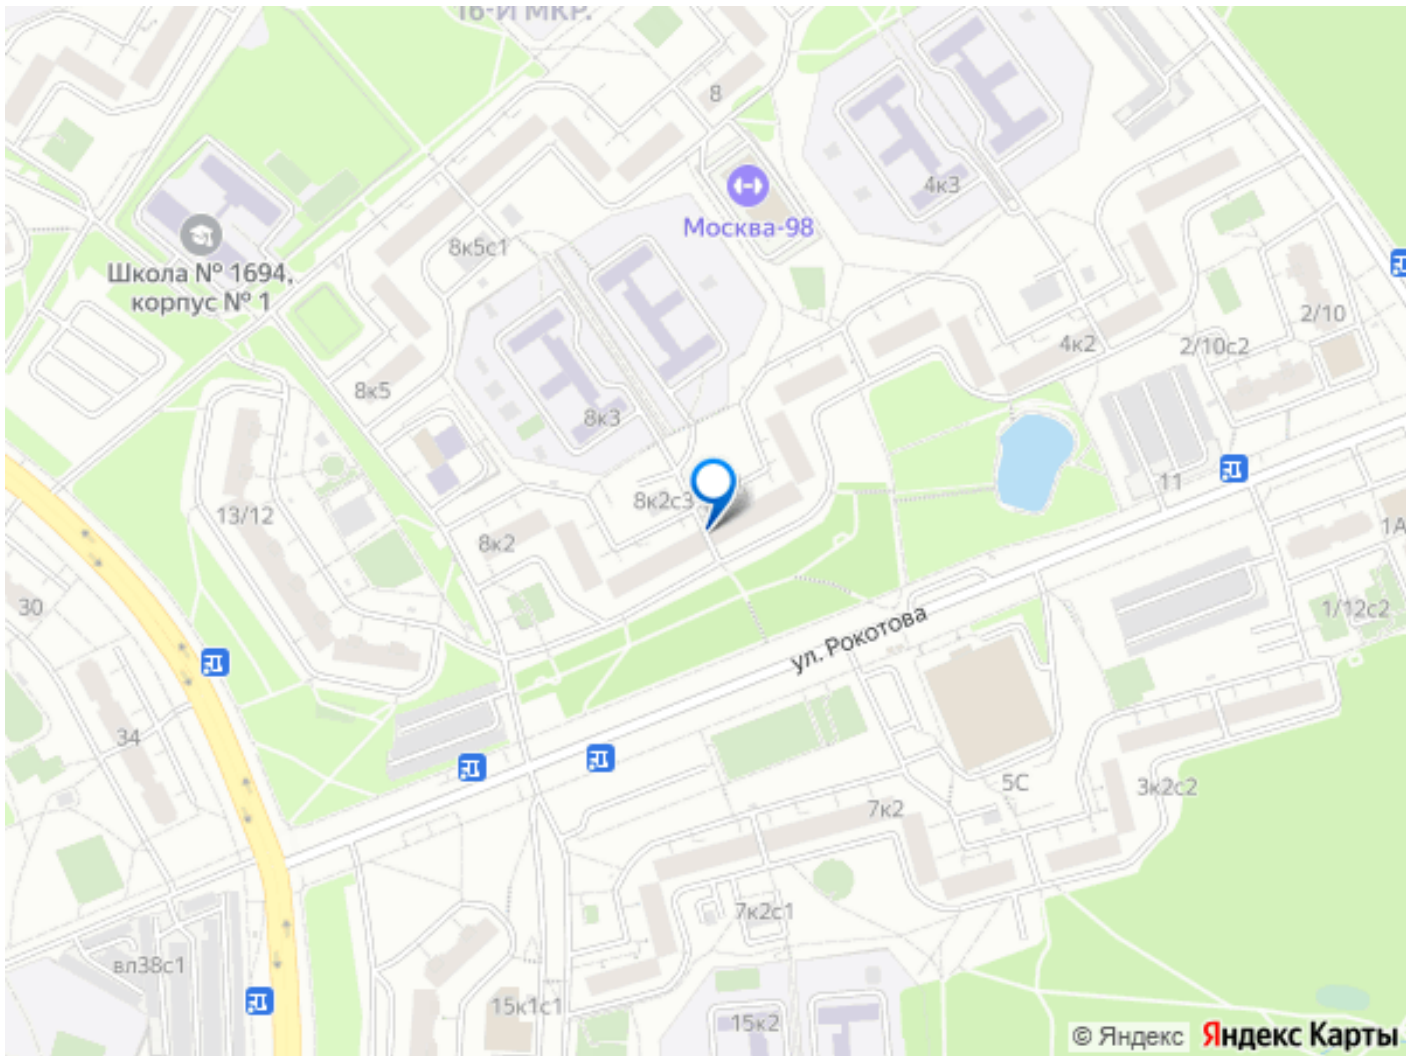 16-Й МКР.
8
4к3
Москва-98
8к5с1
Школа № 1694,
корпус № 1
2/10
4к2
2/10с2
8к5
8к3
11
8к2с3
13/12
8к2
1А
30
1/12с2
ул. Рокотова
34
5С
3к2с2
7к2
7к2с1
вл38с1
15к1с1
15к2
© Яндекс
Яндекс Карты